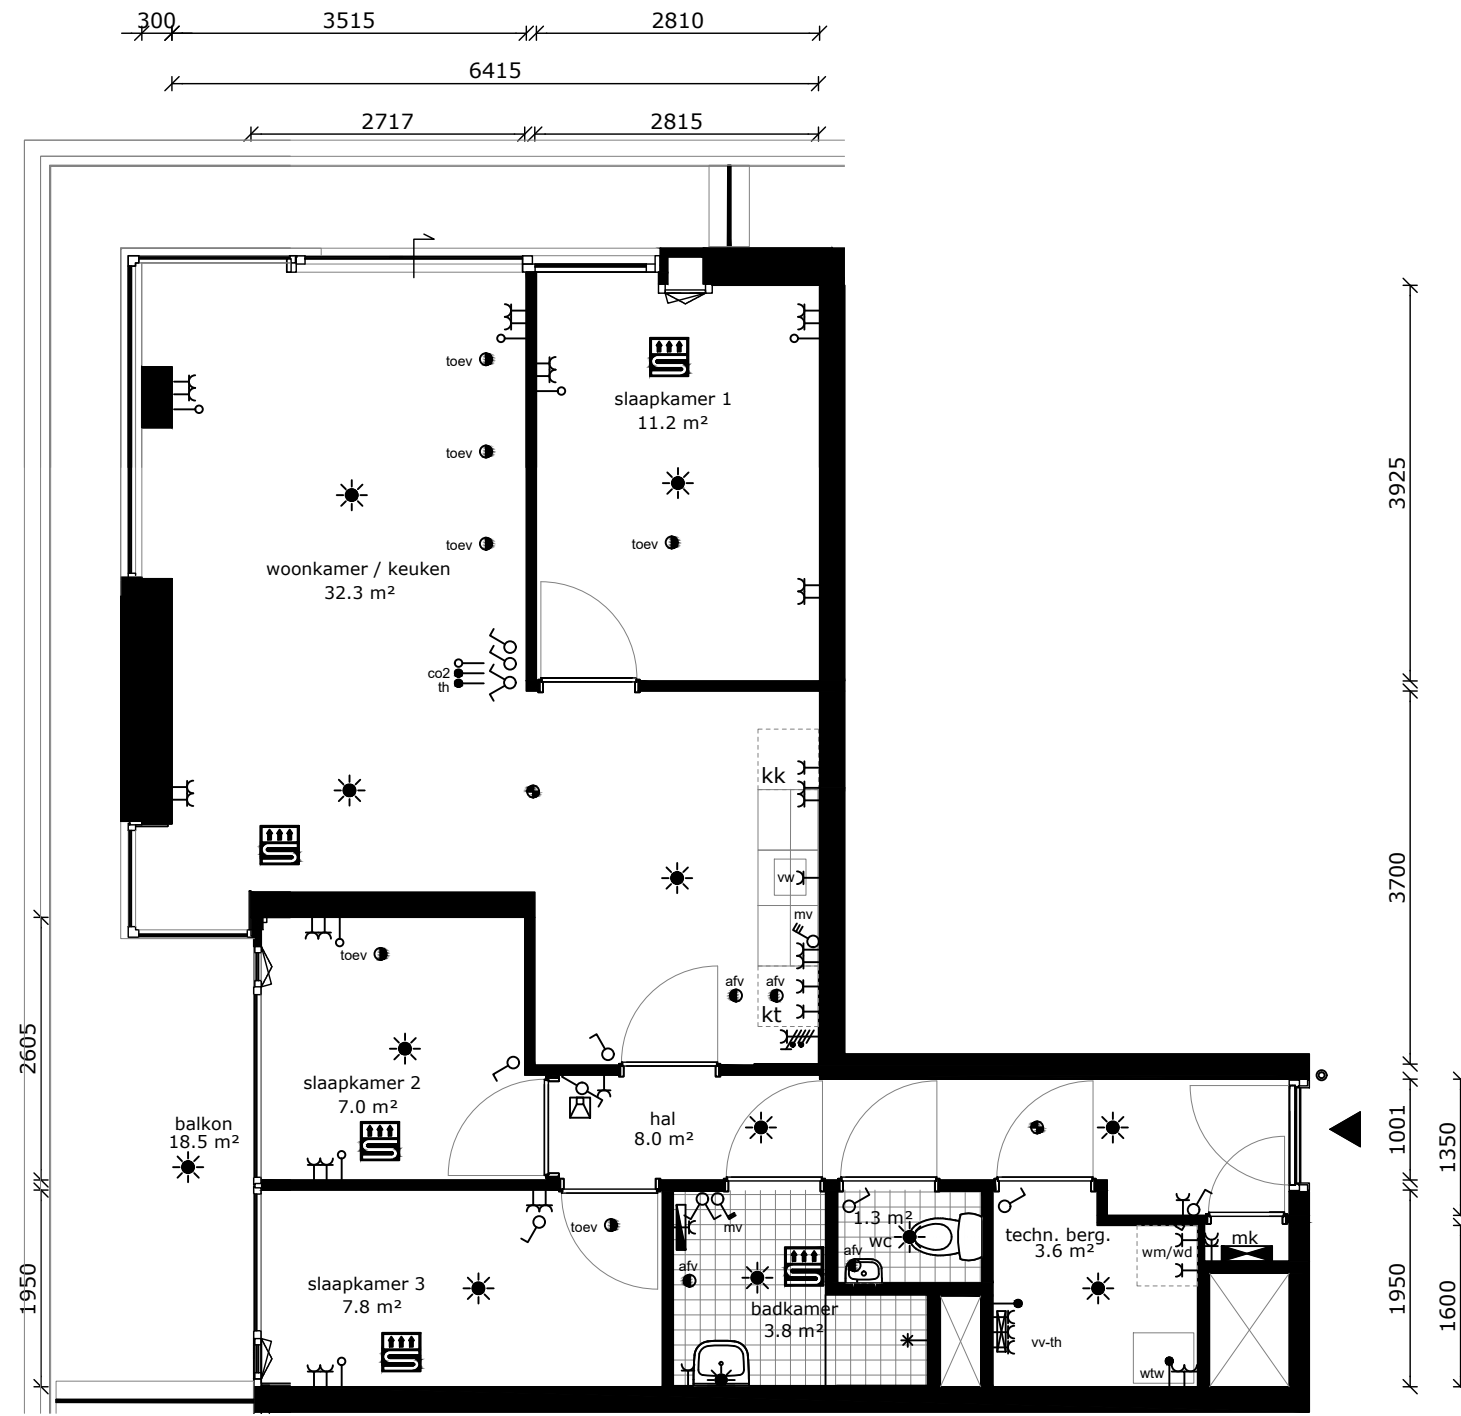 300
3515
2810
6415
2717
2815
toev
slaapkamer 1
11.2 m²
toev
toev
toev
woonkamer / keuken
32.3 m²
3925
co2
th
kk
vw
mv
3700
toev
afv
afv
kt
2605
slaapkamer 2
7.0 m²
balkon
18.5 m²
hal
8.0 m²
1001
1350
toev
mv
1.3 m²
wc
techn. berg.
3.6 m²
wm/wd
mk
afv
afv
slaapkamer 3
7.8 m²
badkamer
3.8 m²
1950
1950
1600
vv-th
wtw